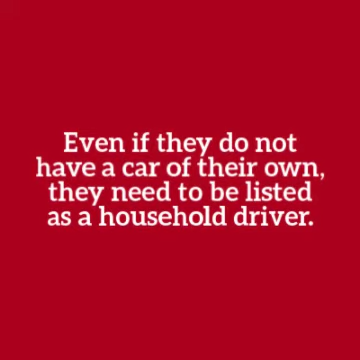 Even if they do not
have a car of their own,
they need to be listed
as a household driver.